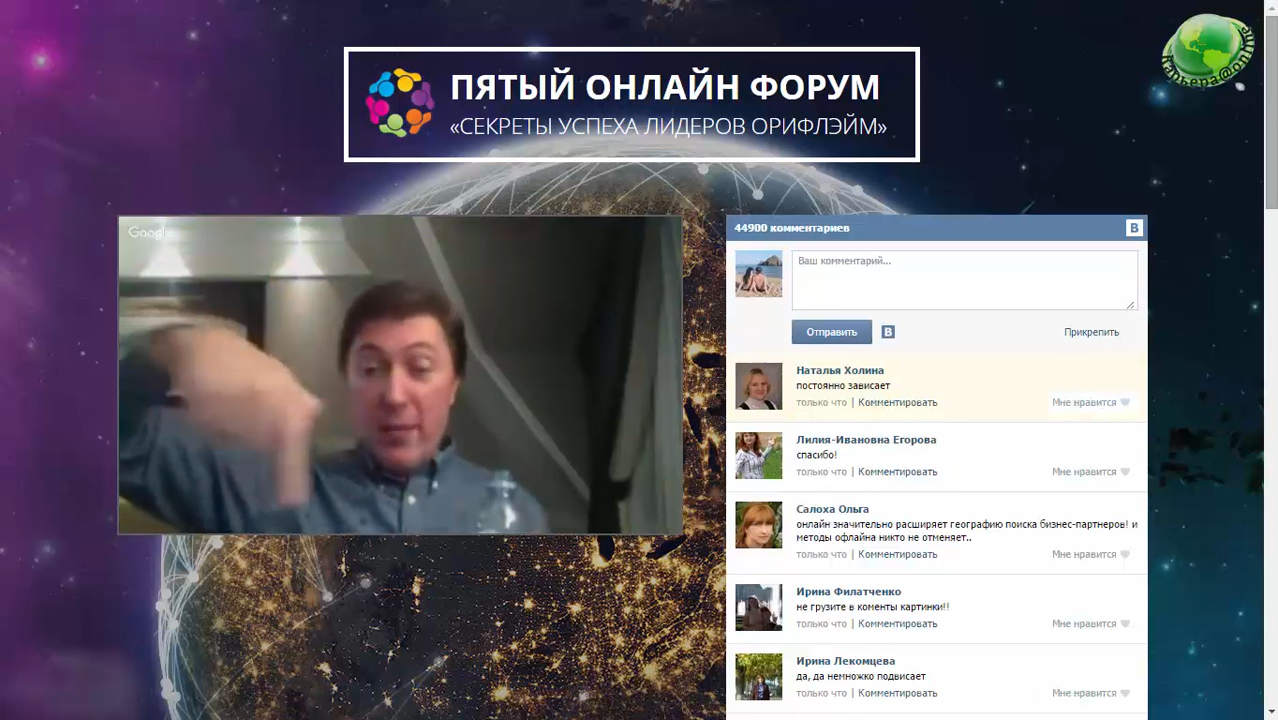 карьера@online
ПЯТЫЙ ОНЛАЙН ФОРУМ
«СЕКРЕТЫ УСПЕХА ЛИДЕРОВ ОРИФЛЭЙМ»
Google
44900 комментариев
B
Ваш комментарий...
Отправить
B
Прикрепить
Наталья Холина
постоянно зависает
только что | Комментировать
Мне нравится
Лилия-Ивановна Егорова
спасибо!
только что | Комментировать
Мне нравится
Салоха Ольга
онлайн значительно расширяет географию поиска бизнес-партнеров! и
методы офлайна никто не отменяет..
только что | Комментировать
Мне нравится
Ирина Филатченко
не грузите в коменты картинки!!
только что | Комментировать
Мне нравится
Ирина Лекомцева
да, да немножко подвисает
только что | Комментировать
Мне нравится